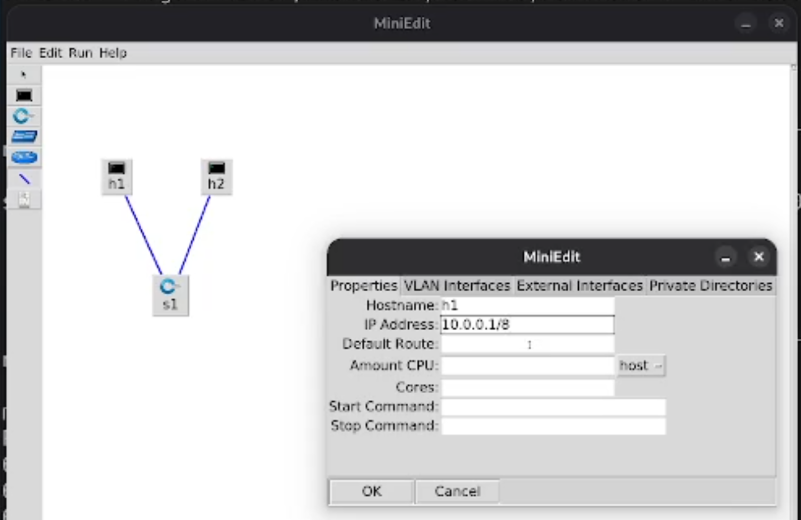 MiniEdit
File Edit Run Help
h1 h2
s1
MiniEdit
Properties VLAN Interfaces External Interfaces Private Directories
Hostname: h1
IP Address: 10.0.0.1/8
Default Route:
Amount CPU: host
Cores:
Start Command:
Stop Command:
OK Cancel